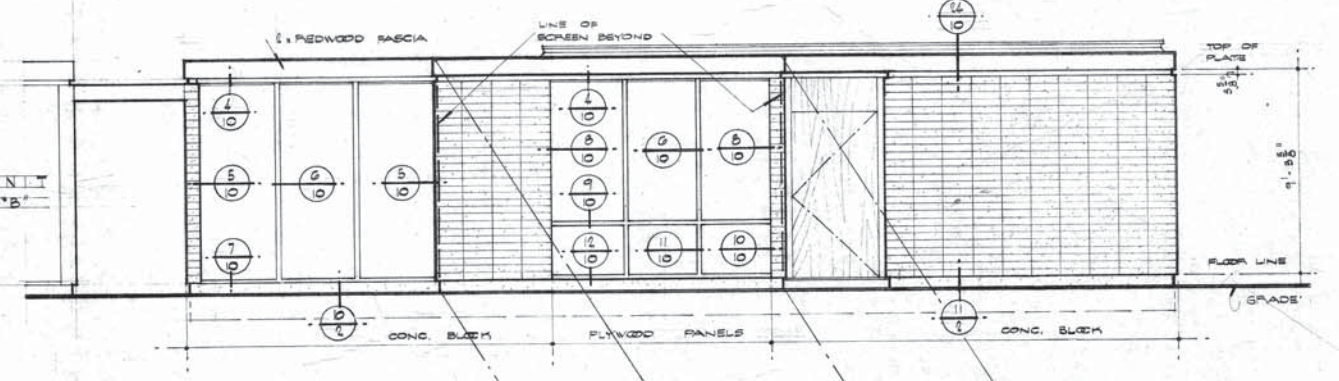 26
10
LINE OF
SCREEN BEYOND
2x REDWOOD FASCIA
TOP OF
PLATE
4
10
4
10
8
10
6
10
8
10
5
10
6
10
5
10
9
10
7
10
12
10
11
10
10
10
"B"
FLOOR LINE
GRADE
10
2
CONC. BLOCK
PLYWOOD PANELS
11
2
CONC. BLOCK